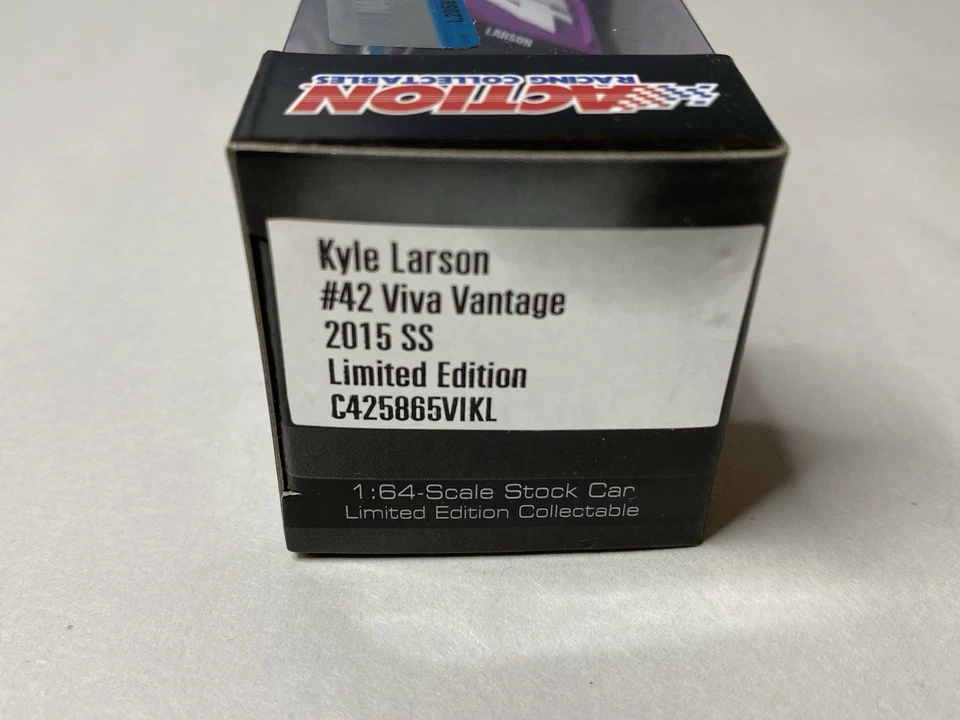 LARSON
ACTION
RACING COLLECTABLES
Kyle Larson
#42 Viva Vantage
2015 SS
Limited Edition
C425865VIKL
1:64-Scale Stock Car
Limited Edition Collectable